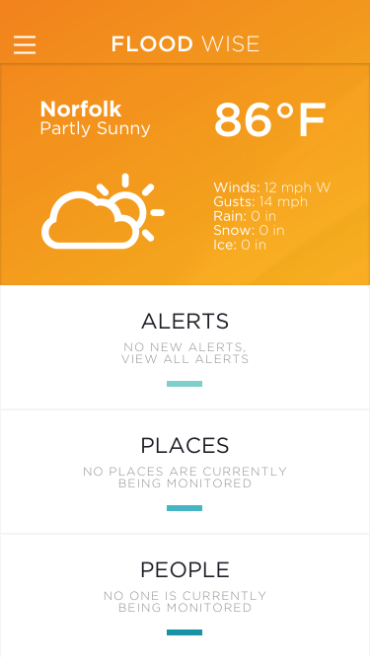 FLOOD WISE
Norfolk
Partly Sunny
86°F
Winds: 12 mph W
Gusts: 14 mph
Rain: 0 in
Snow: 0 in
Ice: 0 in
ALERTS
NO NEW ALERTS,
VIEW ALL ALERTS
PLACES
NO PLACES ARE CURRENTLY
BEING MONITORED
PEOPLE
NO ONE IS CURRENTLY
BEING MONITORED